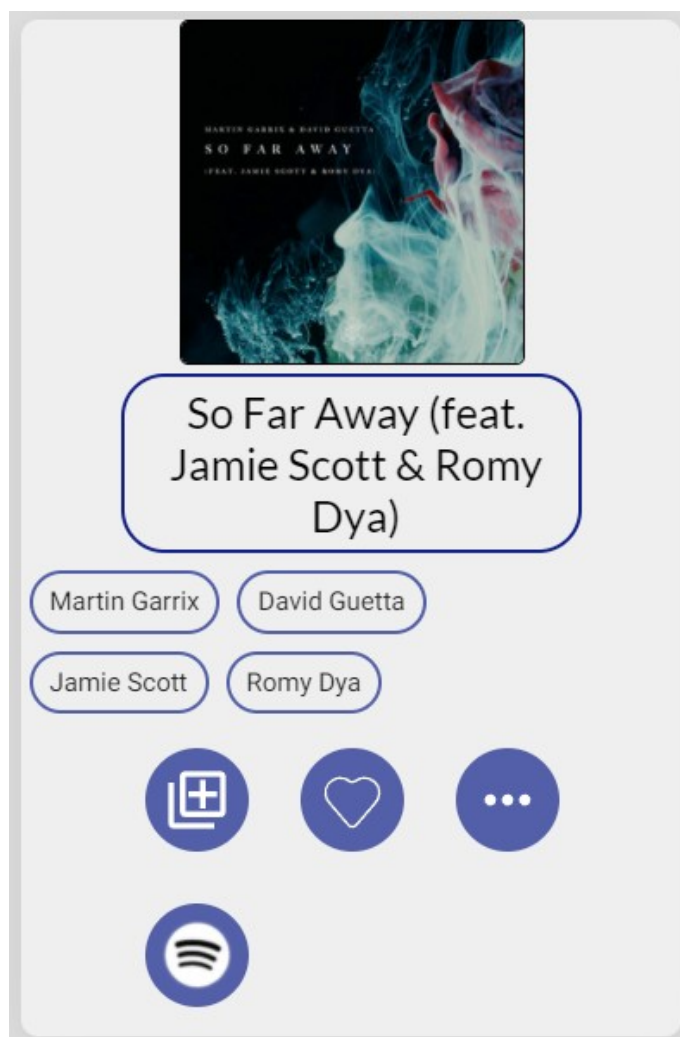 MARTIN GARRIX & DAVID GUETTA
SO FAR AWAY
(FEAT. JAMIE SCOTT & ROMY DYA)
So Far Away (feat.
Jamie Scott & Romy
Dya)
Martin Garrix David Guetta
Jamie Scott Romy Dya